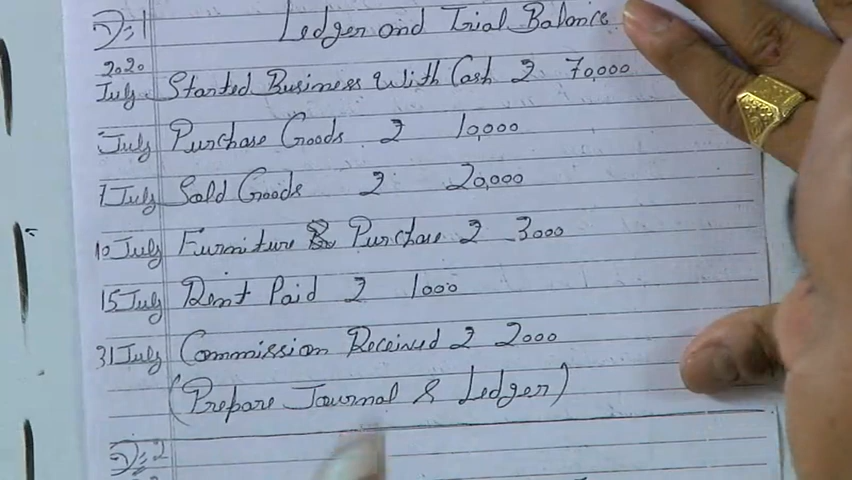 Q:1 Ledger and Trial Balance
2020
July Started Business With Cash ₹ 70,000
July Purchase Goods ₹ 10,000
7 July Sold Goods ₹ 20,000
10 July Furniture Purchase ₹ 3000
15 July Rent Paid ₹ 1000
31 July Commission Received ₹ 2000
(Prepare Journal & Ledger)
Q:2